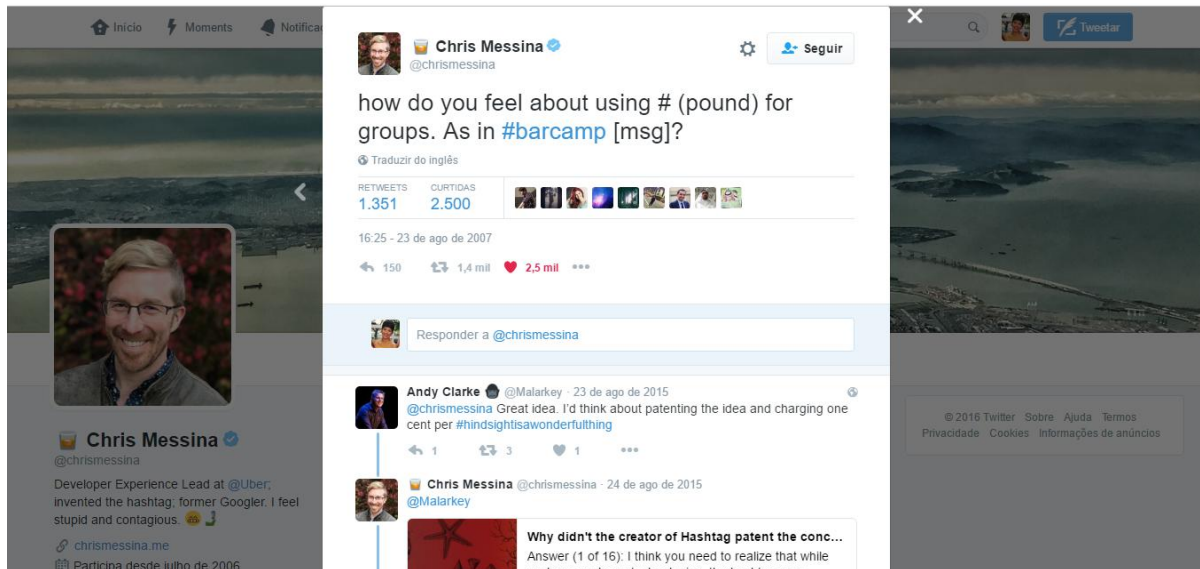 Início
Moments
Notificaç
Tweetar
Chris Messina
@chrismessina
Seguir
how do you feel about using # (pound) for
groups. As in #barcamp [msg]?
Traduzir do inglês
RETWEETS
1.351
CURTIDAS
2.500
16:25 - 23 de ago de 2007
150 1,4 mil 2,5 mil
Responder a @chrismessina
Andy Clarke @Malarkey · 23 de ago de 2015
@chrismessina Great idea. I'd think about patenting the idea and charging one
cent per #hindsightisawonderfulthing
1 3 1
Chris Messina @chrismessina · 24 de ago de 2015
@Malarkey
Why didn't the creator of Hashtag patent the conc...
Answer (1 of 16): I think you need to realize that while
Chris Messina
@chrismessina
Developer Experience Lead at @Uber;
invented the hashtag; former Googler. I feel
stupid and contagious.
chrismessina.me
Participa desde julho de 2006
© 2016 Twitter Sobre Ajuda Termos
Privacidade Cookies Informações de anúncios